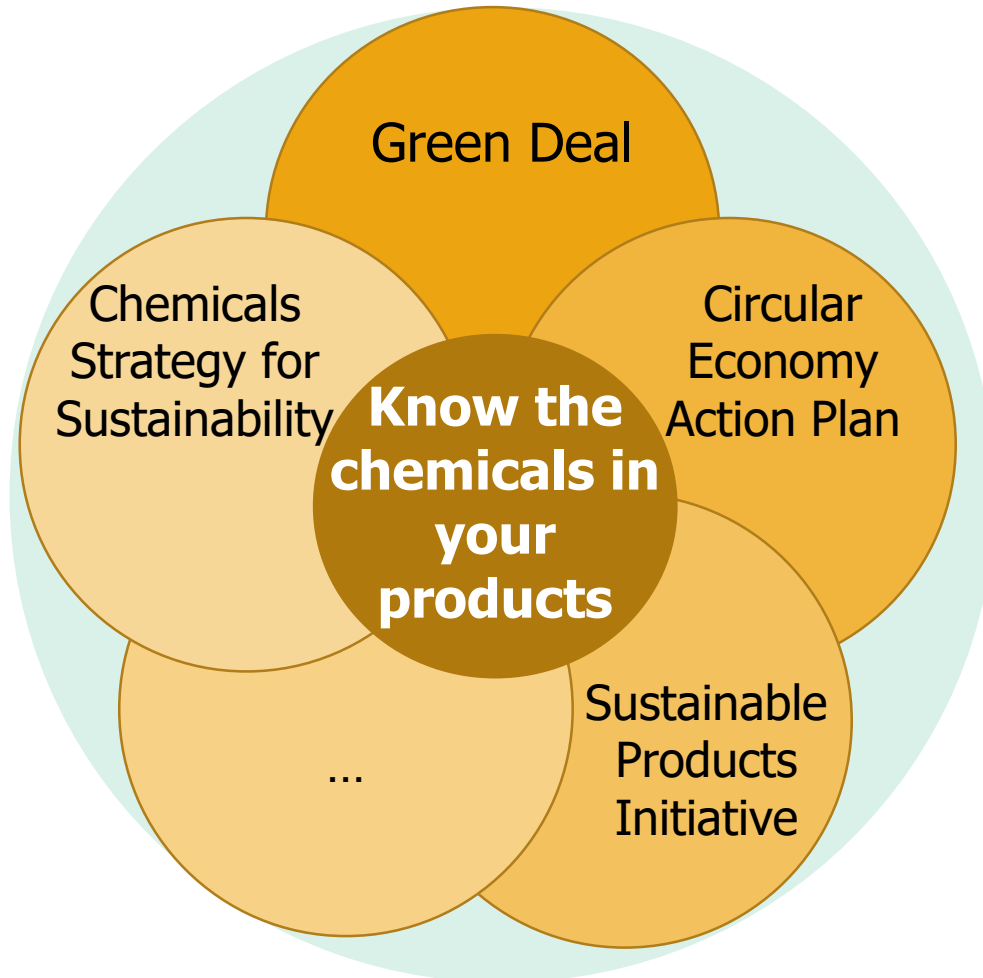 Green Deal
Chemicals
Strategy for
Sustainability
Circular
Economy
Action Plan
Know the
chemicals in
your
products
Sustainable
Products
Initiative
...